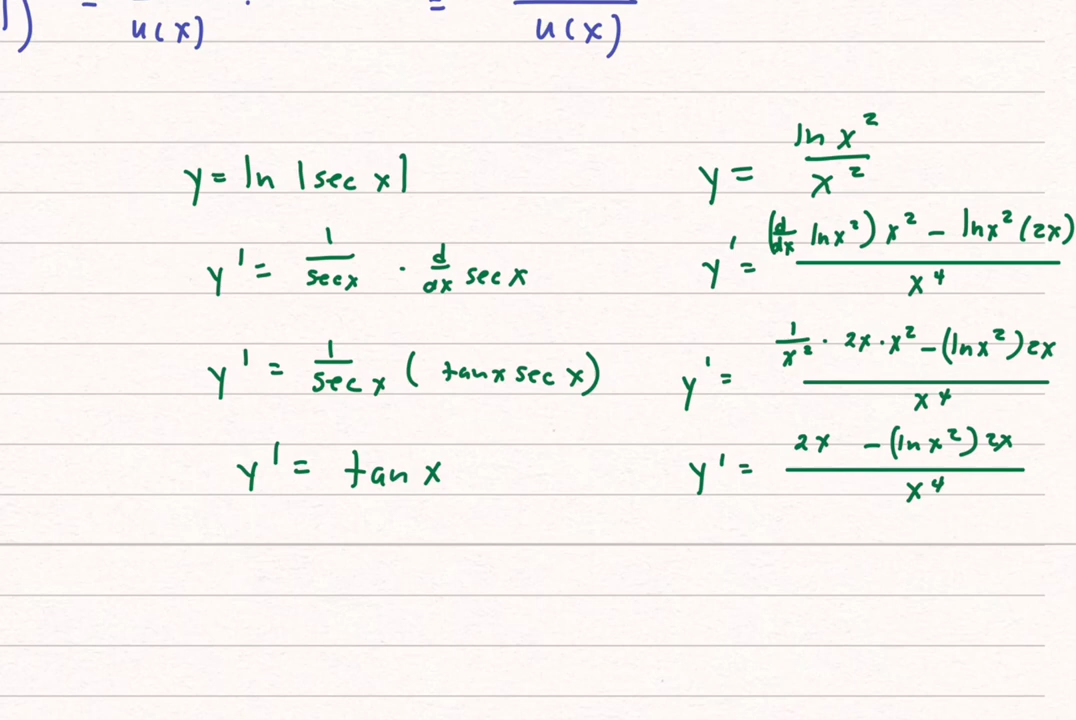 u(x) = u(x)
y = ln |sec x|
y' = 1/sec x · d/dx sec x
y' = 1/sec x (tan x sec x)
y' = tan x
y = ln x² / x²
y' = (d/dx ln x²) x² - ln x² (2x) / x⁴
y' = 1/x² · 2x · x² - (ln x²) 2x / x⁴
y' = 2x - (ln x²) 2x / x⁴